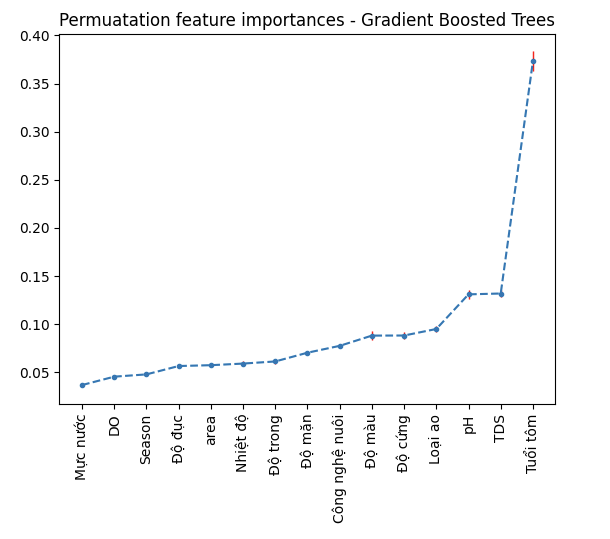 Permuatation feature importances - Gradient Boosted Trees
0.40
0.35
0.30
0.25
0.20
0.15
0.10
0.05
Mực nước
DO
Season
Độ đục
area
Nhiệt độ
Độ trong
Độ mặn
Công nghệ nuôi
Độ màu
Độ cứng
Loại ao
pH
TDS
Tuổi tôm